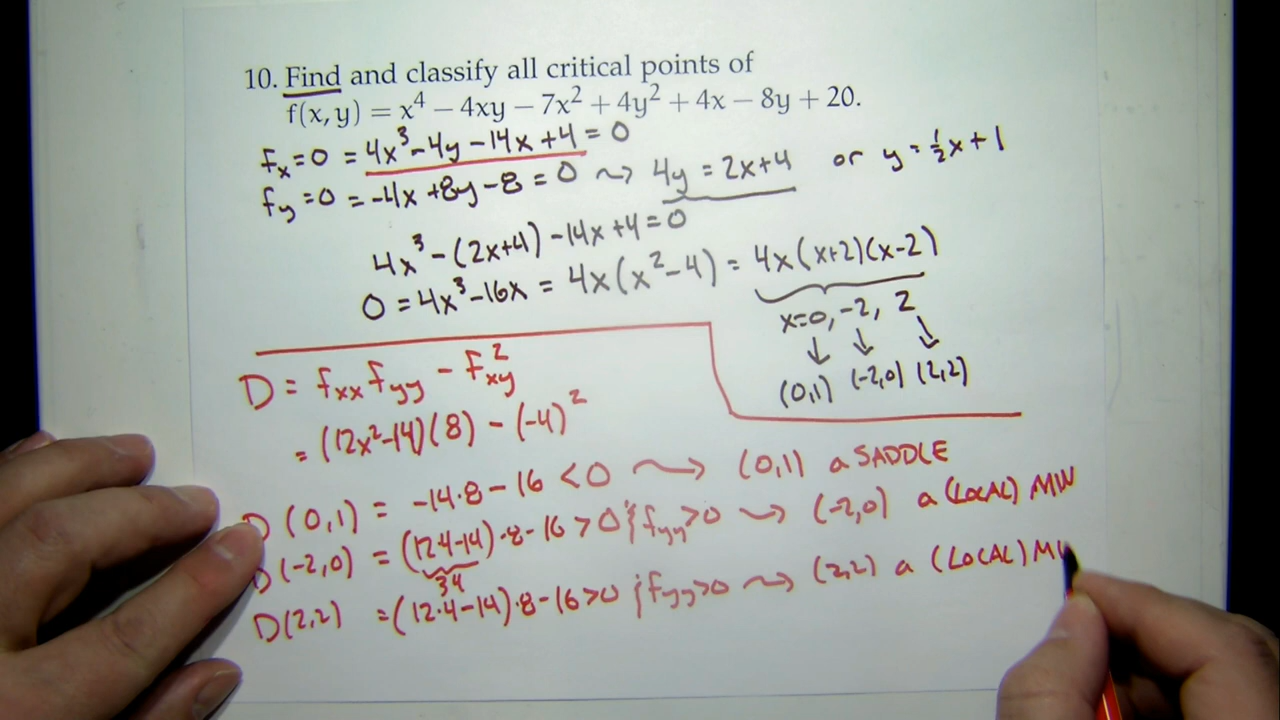 10. Find and classify all critical points of
f(x, y) = x⁴ − 4xy − 7x² + 4y² + 4x − 8y + 20.
fx=0 = 4x³-4y-14x+4 = 0
fy=0 = -4x+8y-8 = 0 ⤳ 4y = 2x+4 or y = ½x+1
4x³-(2x+4)-14x+4=0
0 = 4x³-16x = 4x(x²-4) = 4x(x+2)(x-2)
x=0, -2, 2
↓ ↓ ↓
(0,1) (-2,0) (2,2)
D = fxx fyy - fxy²
= (12x²-14)(8) - (-4)²
D(0,1) = -14·8-16 <0 ⤳ (0,1) a SADDLE
D(-2,0) = (12·4-14)·8-16>0 ; fyy>0 ⤳ (-2,0) a (LOCAL) MIN
34
D(2,2) =(12·4-14)·8-16>0 ; fyy>0 ⤳ (2,2) a (LOCAL)